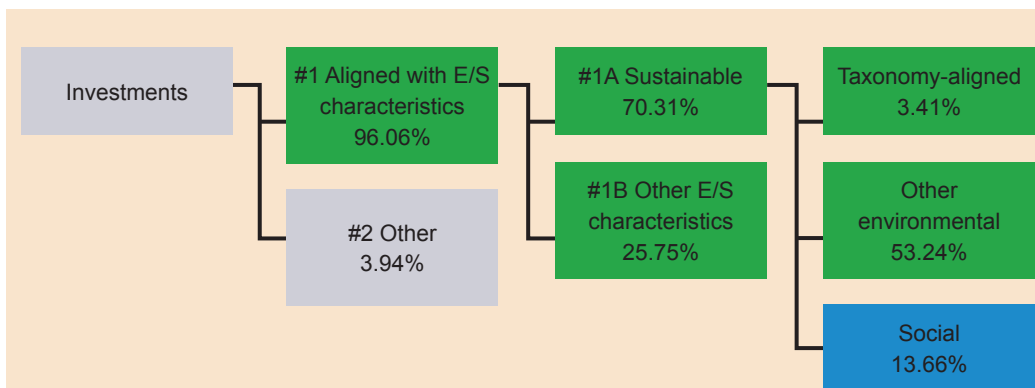 Investments
#1 Aligned with E/S
characteristics
96.06%
#2 Other
3.94%
#1A Sustainable
70.31%
#1B Other E/S
characteristics
25.75%
Taxonomy-aligned
3.41%
Other
environmental
53.24%
Social
13.66%